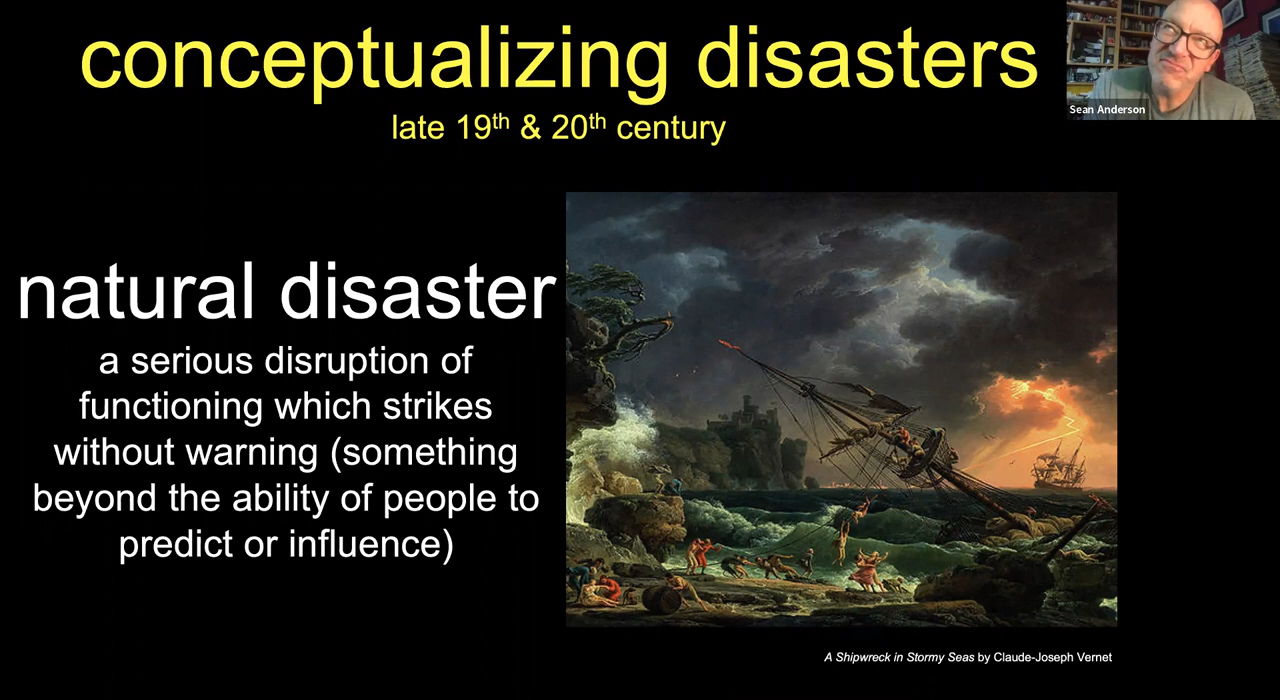 conceptualizing disasters
late 19th & 20th century
Sean Anderson
natural disaster
a serious disruption of
functioning which strikes
without warning (something
beyond the ability of people to
predict or influence)
A Shipwreck in Stormy Seas by Claude-Joseph Vernet